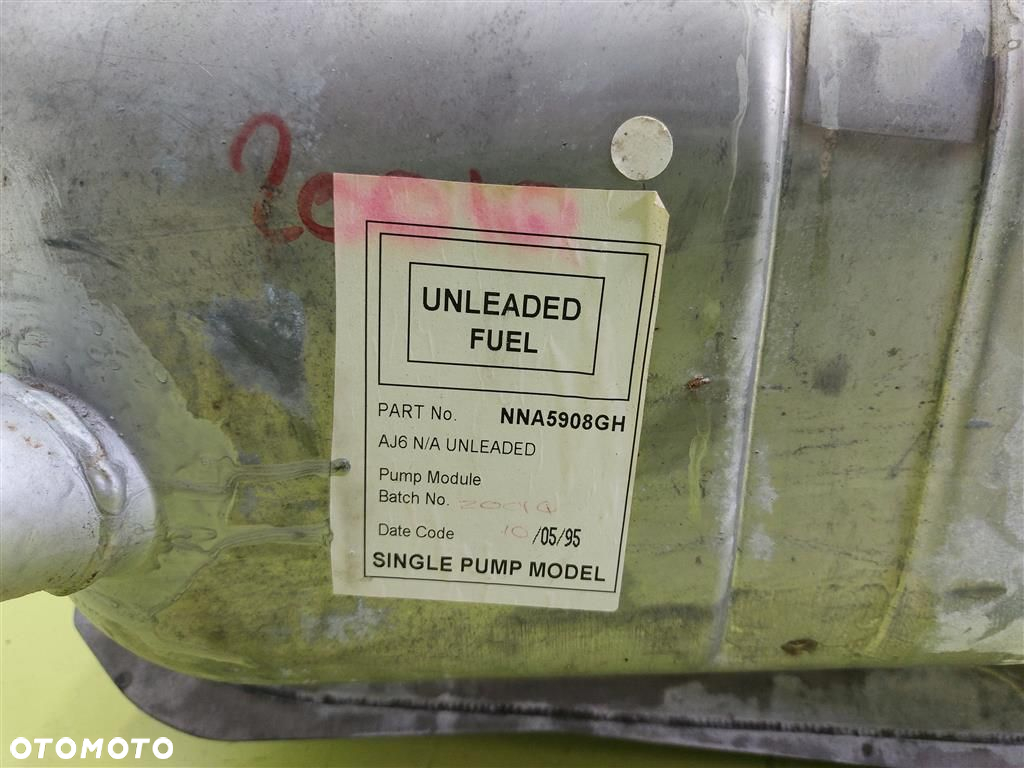 UNLEADED
FUEL
PART No. NNA5908GH
AJ6 N/A UNLEADED
Pump Module
Batch No.
Date Code 10/05/95
SINGLE PUMP MODEL
OTOMOTO